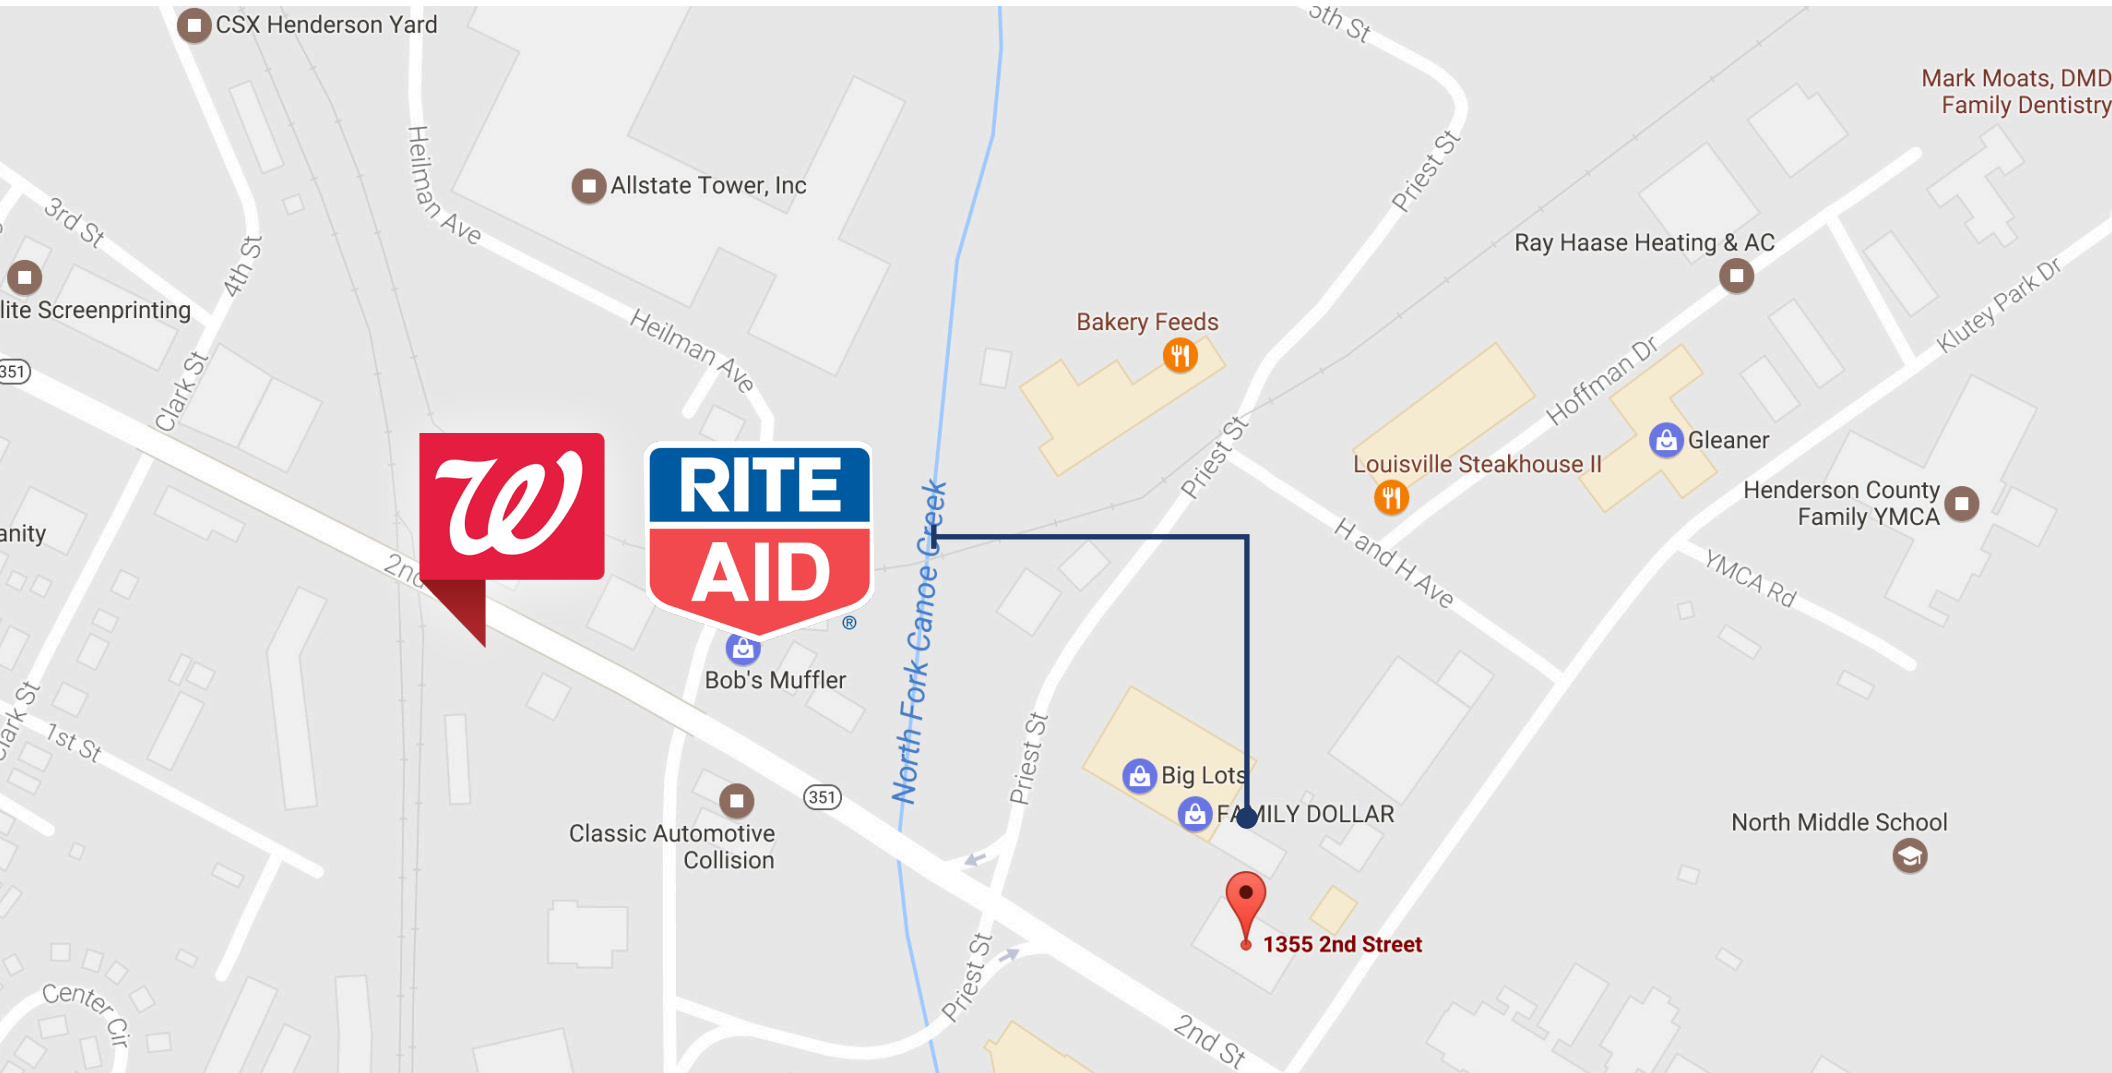 5th St
CSX Henderson Yard
Mark Moats, DMD
Family Dentistry
Heilman Ave
Priest St
Allstate Tower, Inc
3rd St
4th St
Ray Haase Heating & AC
lite Screenprinting
Klutey Park Dr
Bakery Feeds
Heilman Ave
351
Clark St
Hoffman Dr
Gleaner
Priest St
Louisville Steakhouse II
W
RITE
AID
®
Henderson County
Family YMCA
anity
H and H Ave
YMCA Rd
2nd
North Fork Canoe Creek
Bob's Muffler
Clark St
1st St
Priest St
Big Lots
351
FAMILY DOLLAR
Classic Automotive
Collision
North Middle School
1355 2nd Street
Priest St
Center Cir
2nd St